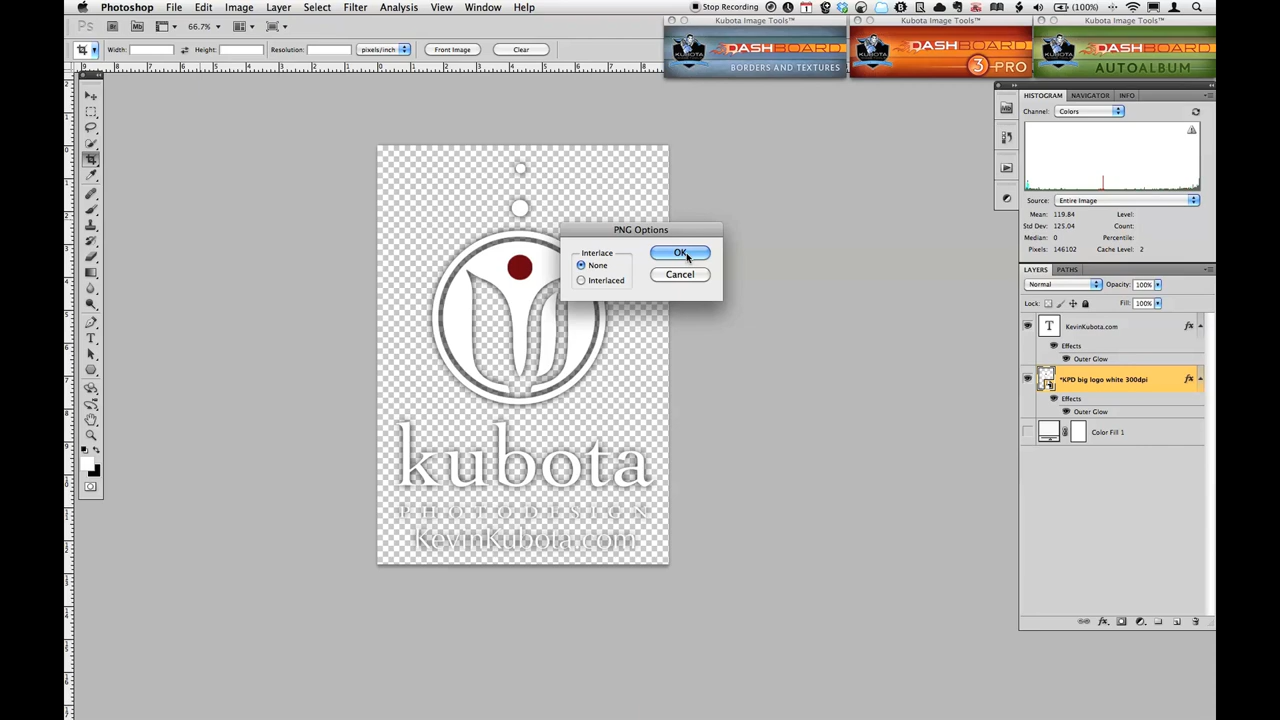 Photoshop File Edit Image Layer Select Filter Analysis View Window Help
Stop Recording
(100%)
66.7%
Width: Height: Resolution: pixels/inch Front Image Clear
Kubota Image Tools™
DASHBOARD
BORDERS AND TEXTURES
Kubota Image Tools™
DASHBOARD
3 PRO
Kubota Image Tools™
DASHBOARD
AUTOALBUM
PNG Options
Interlace
None
Interlaced
OK
Cancel
kubota
PHOTODESIGN
KevinKubota.com
HISTOGRAM NAVIGATOR INFO
Channel: Colors
Source: Entire Image
Mean: 119.84 Level:
Std Dev: 125.04 Count:
Median: 0 Percentile:
Pixels: 146102 Cache Level: 2
LAYERS PATHS
Normal Opacity: 100%
Lock: Fill: 100%
T KevinKubota.com fx
Effects
Outer Glow
*KPD big logo white 300dpi fx
Effects
Outer Glow
Color Fill 1